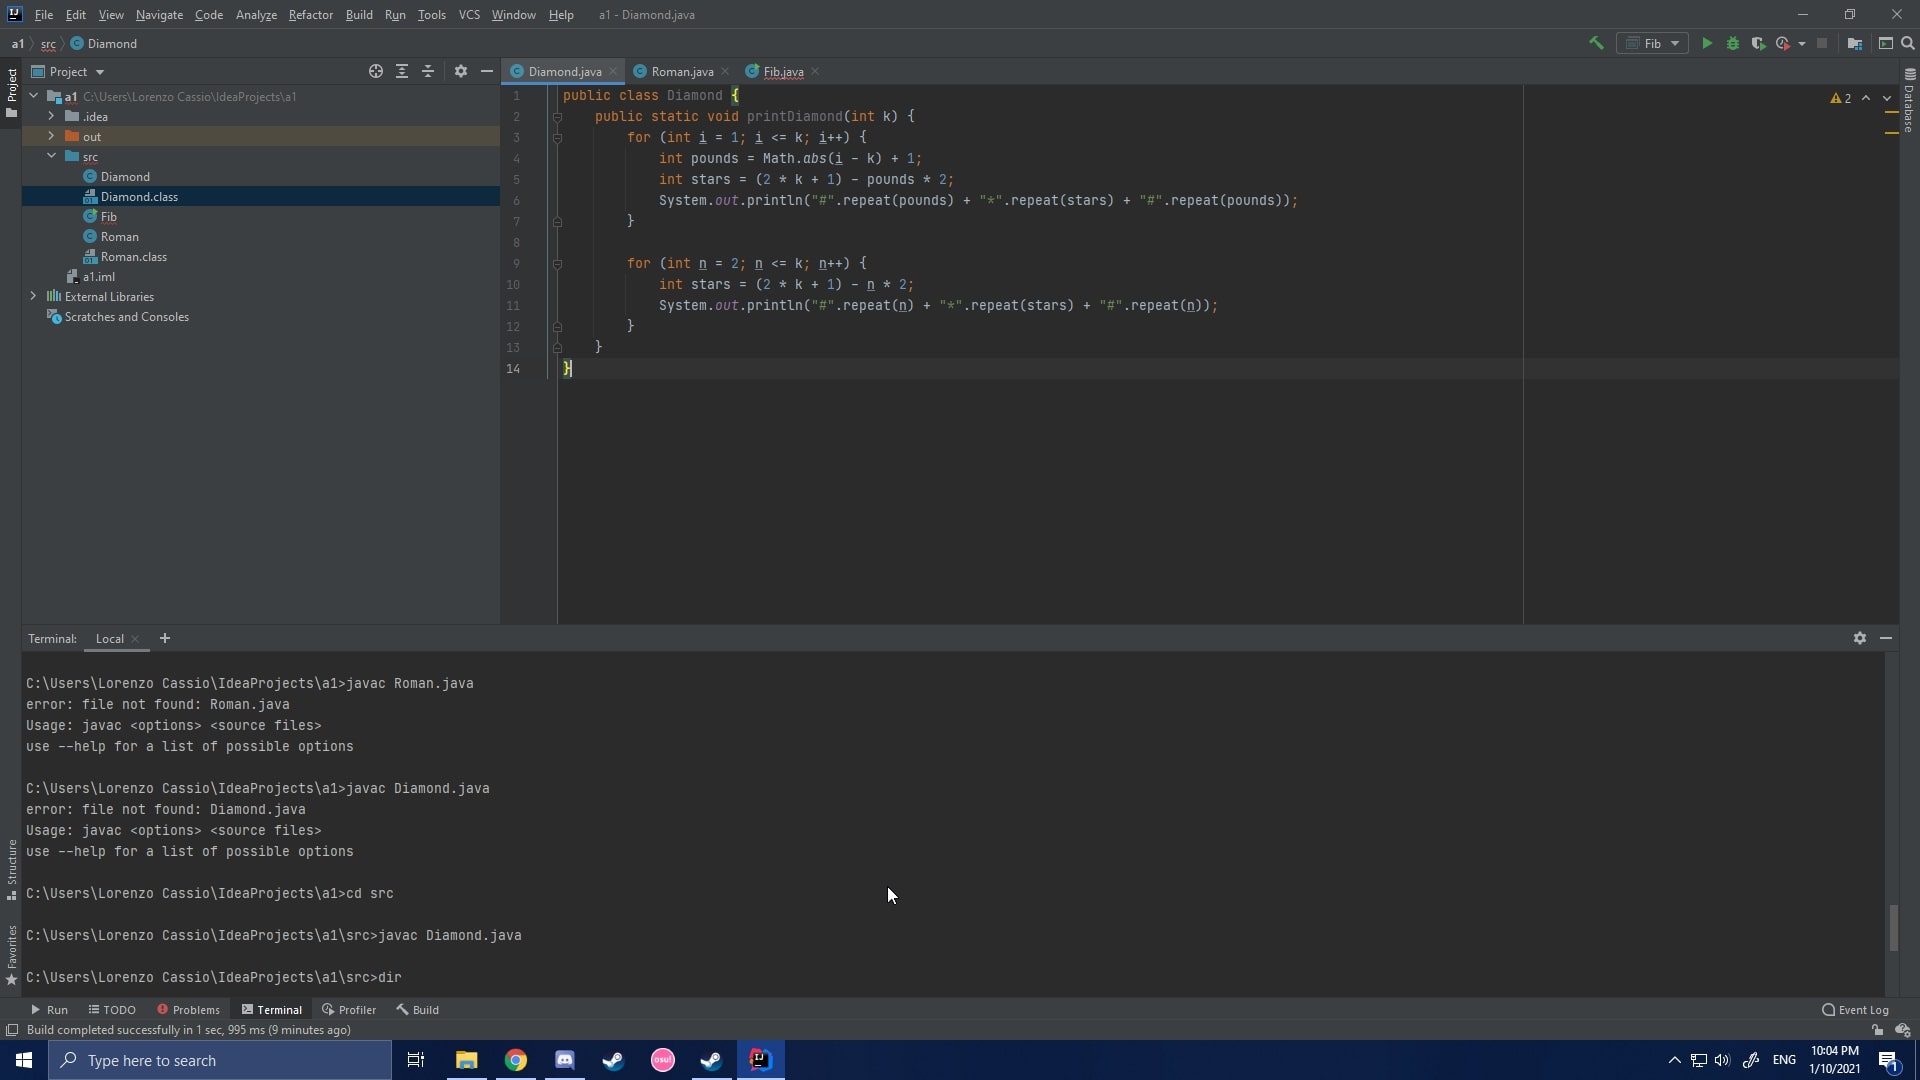 File Edit View Navigate Code Analyze Refactor Build Run Tools VCS Window Help a1 - Diamond.java
a1 src Diamond
Fib
Project
Diamond.java Roman.java Fib.java
Project
a1 C:\Users\Lorenzo Cassio\IdeaProjects\a1
.idea
out
src
Diamond
Diamond.class
Fib
Roman
Roman.class
a1.iml
External Libraries
Scratches and Consoles
1 public class Diamond {
2 public static void printDiamond(int k) {
3 for (int i = 1; i <= k; i++) {
4 int pounds = Math.abs(i - k) + 1;
5 int stars = (2 * k + 1) - pounds * 2;
6 System.out.println("#".repeat(pounds) + "*".repeat(stars) + "#".repeat(pounds));
7 }
8
9 for (int n = 2; n <= k; n++) {
10 int stars = (2 * k + 1) - n * 2;
11 System.out.println("#".repeat(n) + "*".repeat(stars) + "#".repeat(n));
12 }
13 }
14 }
2
Database
Terminal: Local
C:\Users\Lorenzo Cassio\IdeaProjects\a1>javac Roman.java
error: file not found: Roman.java
Usage: javac <options> <source files>
use --help for a list of possible options
C:\Users\Lorenzo Cassio\IdeaProjects\a1>javac Diamond.java
error: file not found: Diamond.java
Usage: javac <options> <source files>
use --help for a list of possible options
C:\Users\Lorenzo Cassio\IdeaProjects\a1>cd src
C:\Users\Lorenzo Cassio\IdeaProjects\a1\src>javac Diamond.java
C:\Users\Lorenzo Cassio\IdeaProjects\a1\src>dir
Structure
Favorites
Run TODO Problems Terminal Profiler Build Event Log
Build completed successfully in 1 sec, 995 ms (9 minutes ago)
Type here to search
osu!
IJ
ENG
10:04 PM
1/10/2021
1